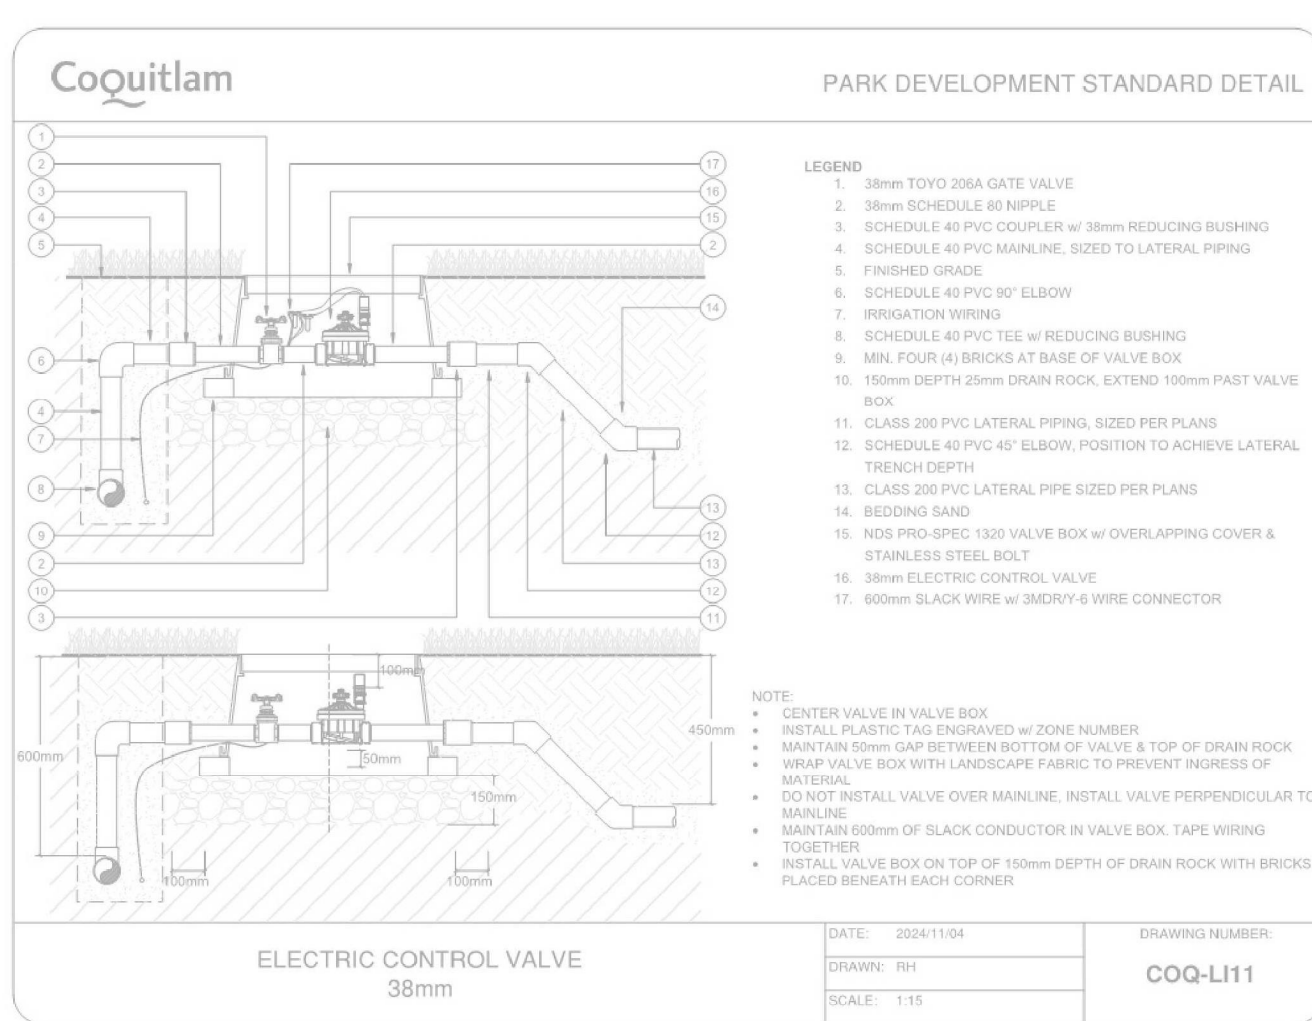 Coquitlam
PARK DEVELOPMENT STANDARD DETAIL
1
2
3
4
5
6
4
7
8
9
2
10
3
17
16
15
2
14
13
12
13
12
11
LEGEND
1. 38mm TOYO 206A GATE VALVE
2. 38mm SCHEDULE 80 NIPPLE
3. SCHEDULE 40 PVC COUPLER w/ 38mm REDUCING BUSHING
4. SCHEDULE 40 PVC MAINLINE, SIZED TO LATERAL PIPING
5. FINISHED GRADE
6. SCHEDULE 40 PVC 90° ELBOW
7. IRRIGATION WIRING
8. SCHEDULE 40 PVC TEE w/ REDUCING BUSHING
9. MIN. FOUR (4) BRICKS AT BASE OF VALVE BOX
10. 150mm DEPTH 25mm DRAIN ROCK, EXTEND 100mm PAST VALVE
BOX
11. CLASS 200 PVC LATERAL PIPING, SIZED PER PLANS
12. SCHEDULE 40 PVC 45° ELBOW, POSITION TO ACHIEVE LATERAL
TRENCH DEPTH
13. CLASS 200 PVC LATERAL PIPE SIZED PER PLANS
14. BEDDING SAND
15. NDS PRO-SPEC 1320 VALVE BOX w/ OVERLAPPING COVER &
STAINLESS STEEL BOLT
16. 38mm ELECTRIC CONTROL VALVE
17. 600mm SLACK WIRE w/ 3MDR/Y-6 WIRE CONNECTOR
100mm
600mm
450mm
50mm
150mm
100mm
100mm
NOTE:
• CENTER VALVE IN VALVE BOX
• INSTALL PLASTIC TAG ENGRAVED w/ ZONE NUMBER
• MAINTAIN 50mm GAP BETWEEN BOTTOM OF VALVE & TOP OF DRAIN ROCK
• WRAP VALVE BOX WITH LANDSCAPE FABRIC TO PREVENT INGRESS OF
MATERIAL
• DO NOT INSTALL VALVE OVER MAINLINE, INSTALL VALVE PERPENDICULAR TO
MAINLINE
• MAINTAIN 600mm OF SLACK CONDUCTOR IN VALVE BOX. TAPE WIRING
TOGETHER
• INSTALL VALVE BOX ON TOP OF 150mm DEPTH OF DRAIN ROCK WITH BRICKS
PLACED BENEATH EACH CORNER
ELECTRIC CONTROL VALVE
38mm
DATE: 2024/11/04
DRAWN: RH
SCALE: 1:15
DRAWING NUMBER:
COQ-LI11